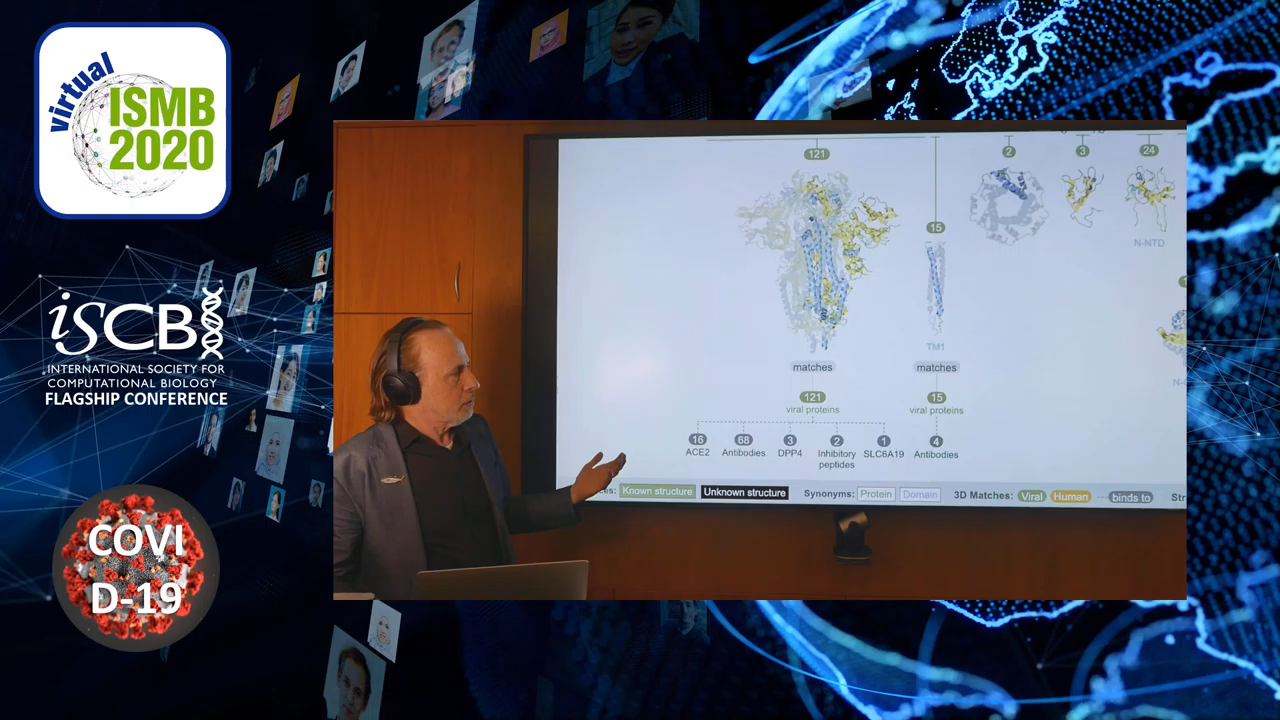 virtual
ISMB
2020
iSCB
INTERNATIONAL SOCIETY FOR
COMPUTATIONAL BIOLOGY
FLAGSHIP CONFERENCE
COVI
D-19
121
15
2
3
24
N-NTD
TM1
matches
matches
121
15
viral proteins
viral proteins
16
68
3
2
1
4
ACE2
Antibodies
DPP4
Inhibitory
peptides
SLC6A19
Antibodies
Known structure
Unknown structure
Synonyms:
Protein
Domain
3D Matches:
Viral
Human
binds to